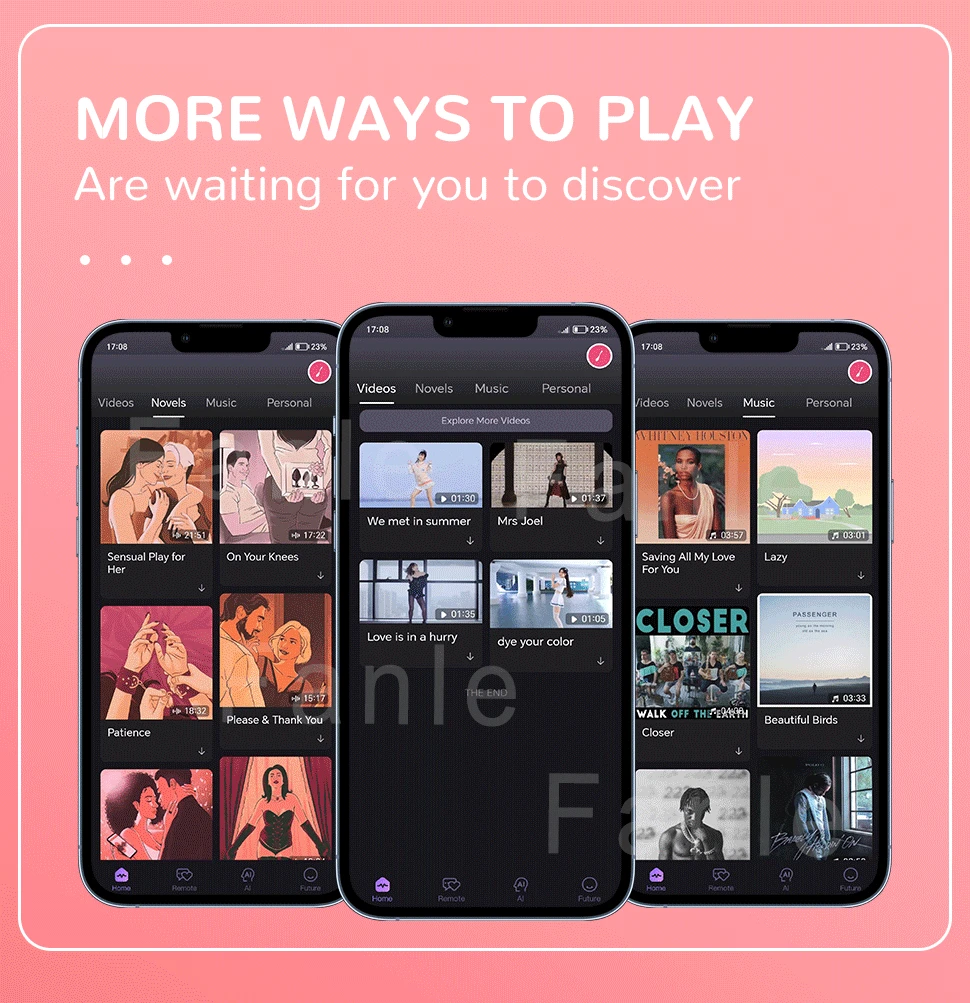 MORE WAYS TO PLAY
Are waiting for you to discover
17:08
23%
Videos Novels Music Personal
21:51
Sensual Play for
Her
17:22
On Your Knees
18:32
Patience
15:17
Please & Thank You
Home Remote AI Future
17:08
23%
Videos Novels Music Personal
Explore More Videos
01:30
We met in summer
01:37
Mrs Joel
01:35
Love is in a hurry
01:05
dye your color
THE END
Home Remote AI Future
17:08
23%
Videos Novels Music Personal
WHITNEY HOUSTON
03:57
Saving All My Love
For You
03:01
Lazy
CLOSER
WALK OFF THE EARTH
Closer
PASSENGER
03:33
Beautiful Birds
Home Remote AI Future
Fanle
Fanle
Fanle
Fanle